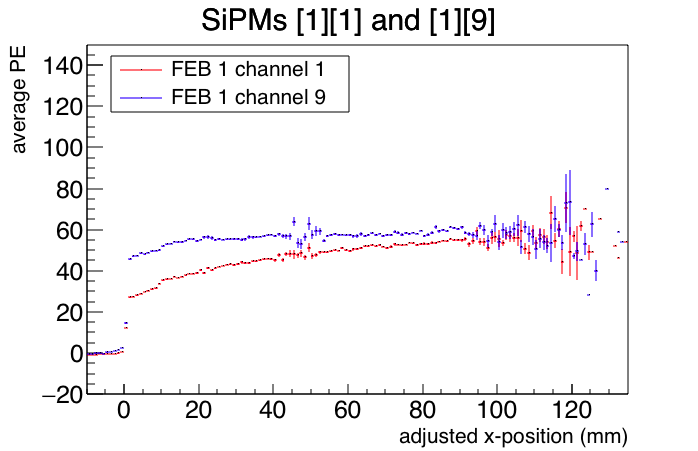 SiPMs [1][1] and [1][9]
average PE
FEB 1 channel 1
FEB 1 channel 9
140
120
100
80
60
40
20
0
−20
0 20 40 60 80 100 120
adjusted x-position (mm)